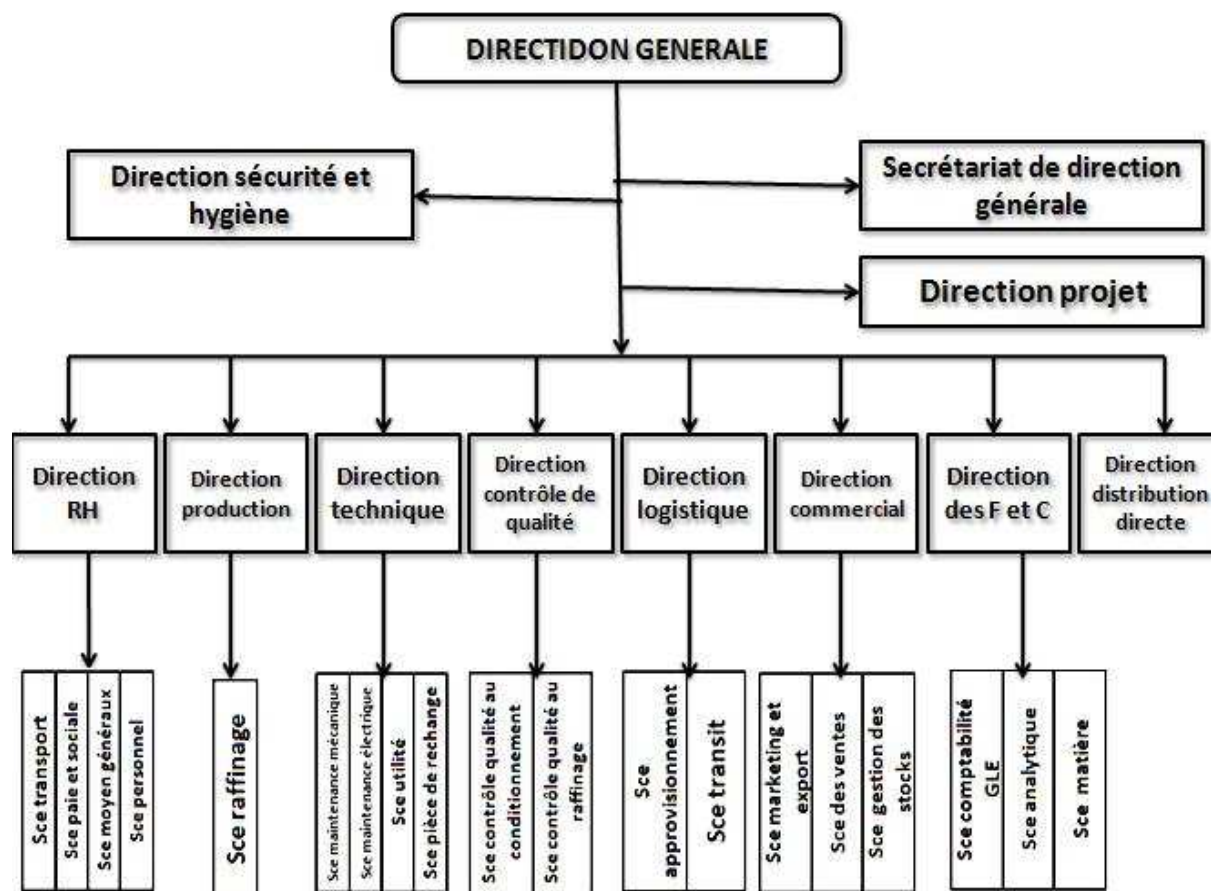 DIRECTIDON GENERALE
Direction sécurité et
hygiène
Secrétariat de direction
générale
Direction projet
Direction
RH
Direction
production
Direction
technique
Direction
contrôle de
qualité
Direction
logistique
Direction
commercial
Direction
des F et C
Direction
distribution
directe
Sce transport
Sce paie et sociale
Sce moyen généraux
Sce personnel
Sce raffinage
Sce maintenance mécanique
Sce maintenance électrique
Sce utilité
Sce pièce de rechange
Sce contrôle qualité au
conditionnement
Sce contrôle qualité au
raffinage
Sce
approvisionnement
Sce transit
Sce marketing et
export
Sce des ventes
Sce gestion des
stocks
Sce comptabilité
GLE
Sce analytique
Sce matière